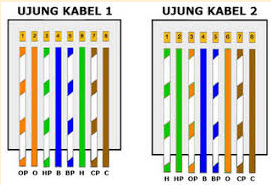 UJUNG KABEL 1
1 2 3 4 5 6 7 8
OP O HP B BP H CP C
UJUNG KABEL 2
1 2 3 4 5 6 7 8
H HP OP B BP O CP C